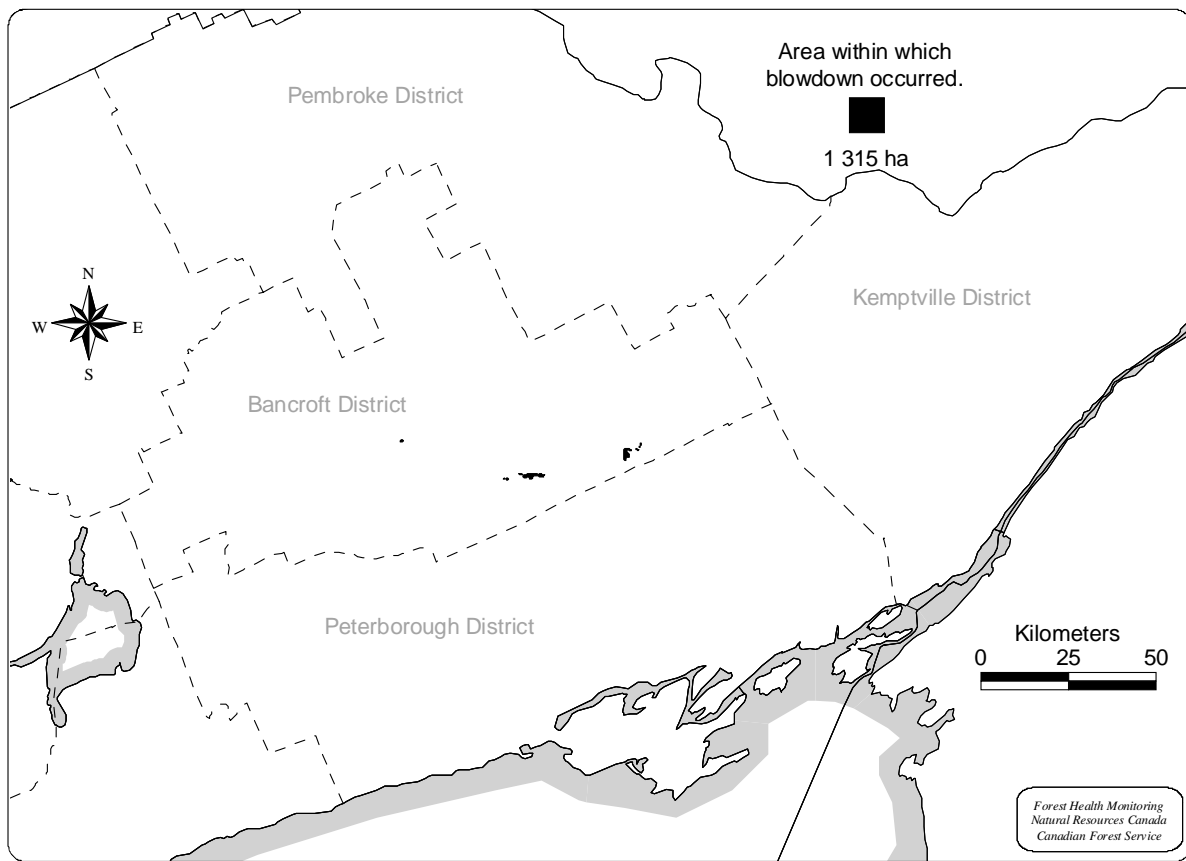 Area within which
blowdown occurred.
1 315 ha
Pembroke District
Kemptville District
N
W
E
S
Bancroft District
Peterborough District
Kilometers
0 25 50
Forest Health Monitoring
Natural Resources Canada
Canadian Forest Service